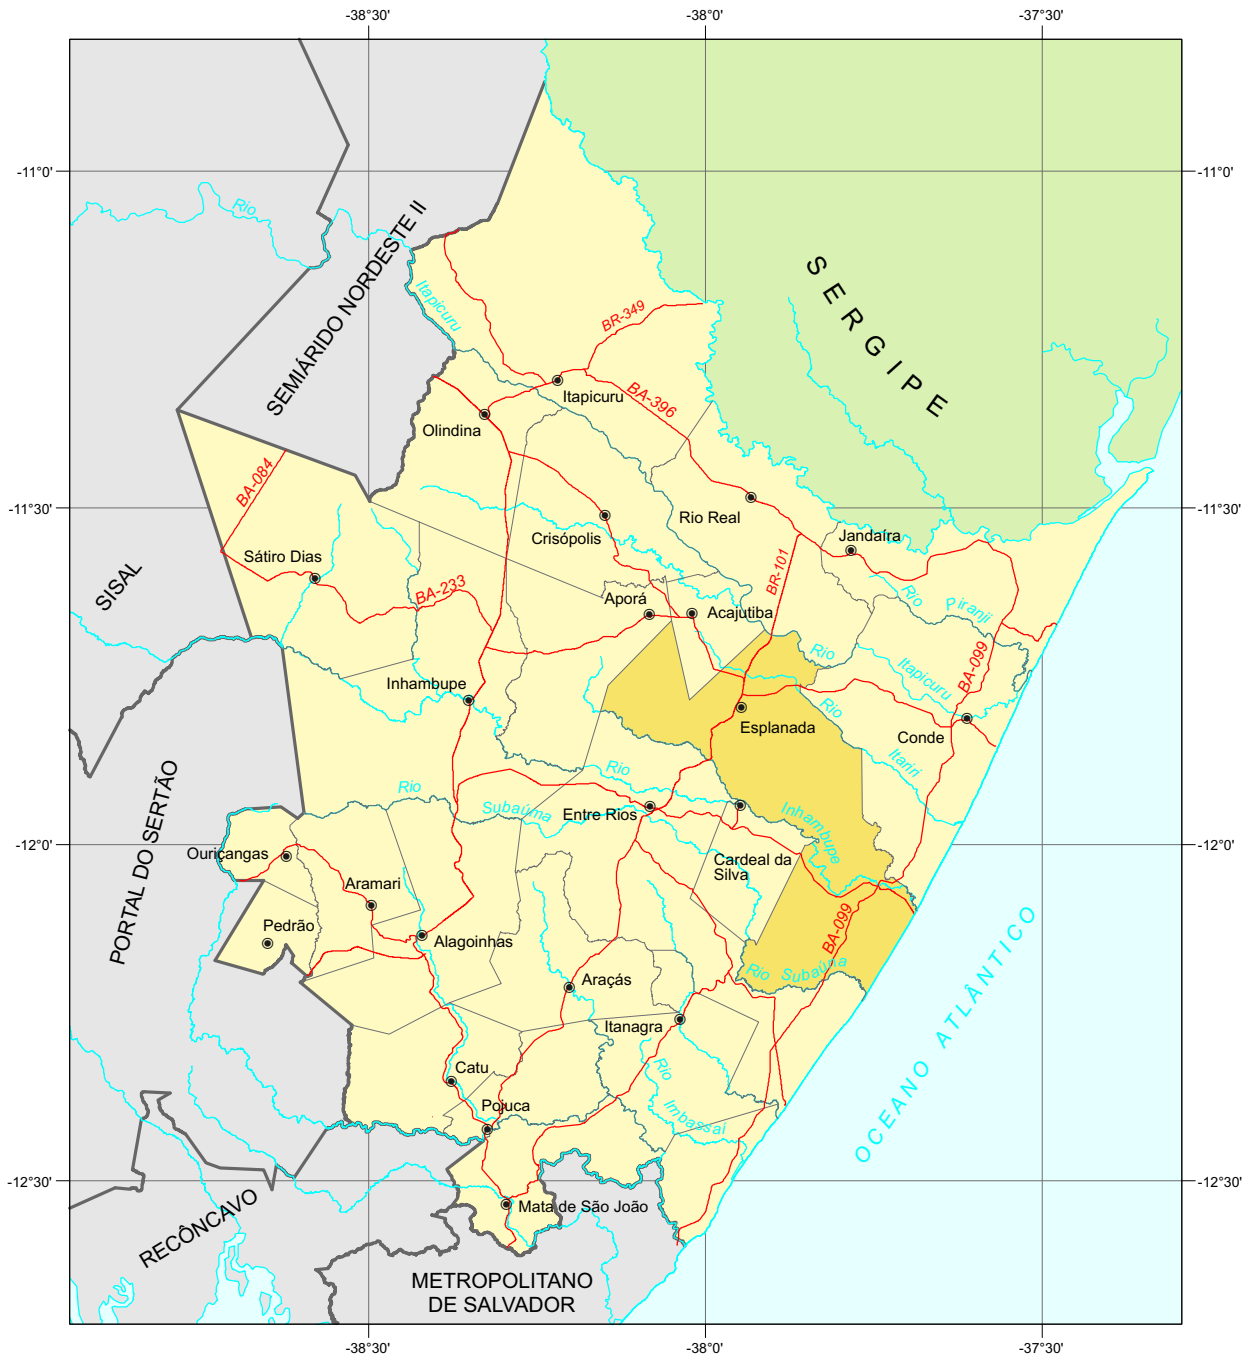 -38°30'
-38°0'
-37°30'
-11°0'
-11°0'
Rio
SEMIÁRIDO NORDESTE II
Itapicuru
BR-349
SERGIPE
Itapicuru
BA-396
Olindina
BA-084
-11°30'
-11°30'
Rio Real
Crisópolis
Jandaíra
Sátiro Dias
BR-101
SISAL
BA-233
Aporá
Acajutiba
Rio
Piranji
Rio
Itapicuru
BA-099
Inhambupe
Rio
Esplanada
Conde
Itariri
PORTAL DO SERTÃO
Rio
Rio
Subaúma
Entre Rios
Inhambupe
-12°0'
-12°0'
Ouriçangas
Cardeal da
Silva
Aramari
Pedrão
Alagoinhas
BA-099
OCEANO ATLÂNTICO
Rio
Subaúna
Araçás
Itanagra
Catu
Rio
Pojuca
Imbassai
-12°30'
-12°30'
Mata de São João
RECÔNCAVO
METROPOLITANO
DE SALVADOR
-38°30'
-38°0'
-37°30'